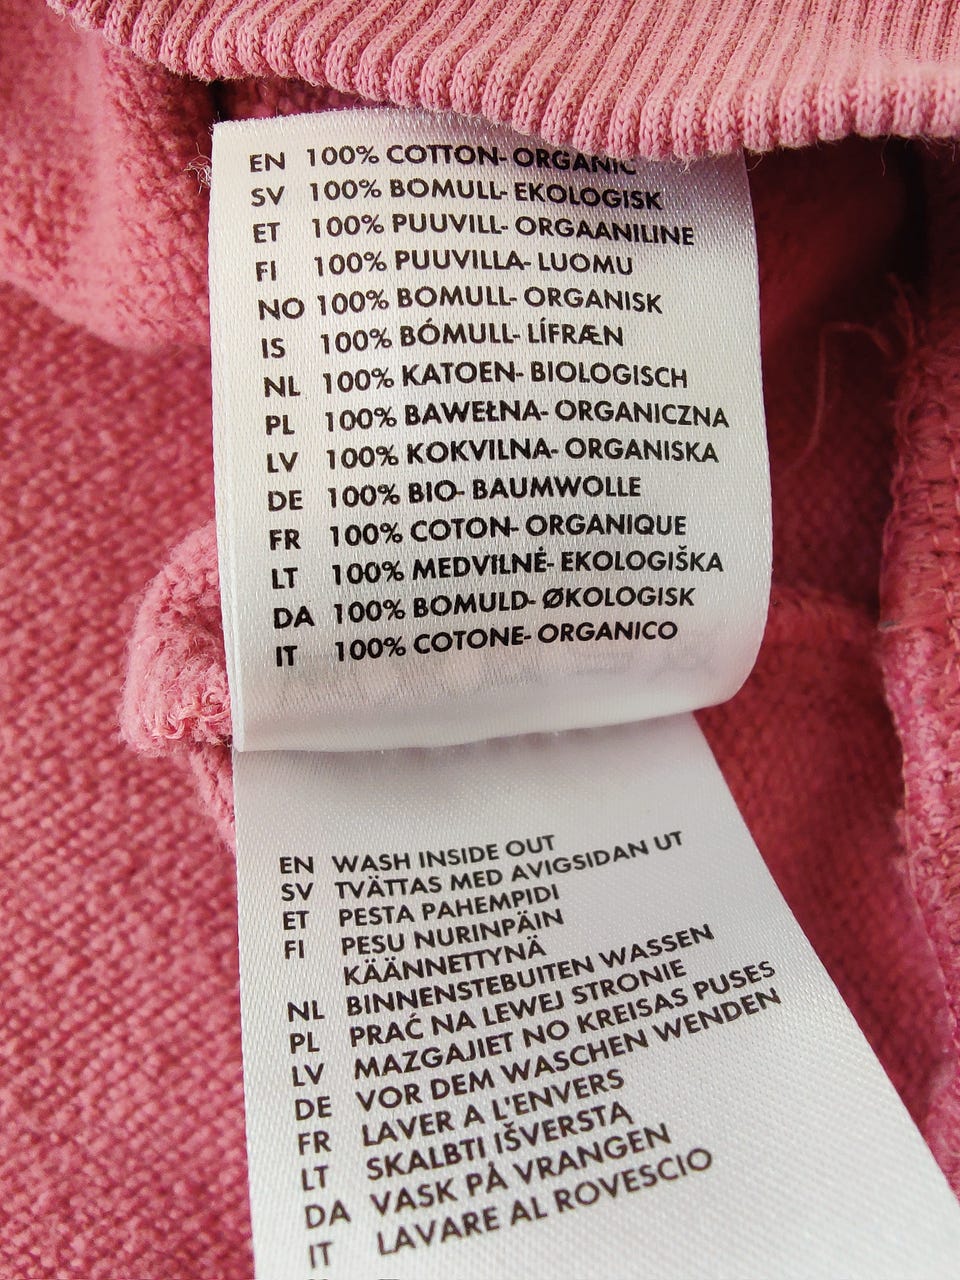 EN 100% COTTON- ORGANIC
SV 100% BOMULL- EKOLOGISK
ET 100% PUUVILL- ORGAANILINE
FI 100% PUUVILLA- LUOMU
NO 100% BOMULL- ORGANISK
IS 100% BÓMULL- LÍFRÆN
NL 100% KATOEN- BIOLOGISCH
PL 100% BAWEŁNA- ORGANICZNA
LV 100% KOKVILNA- ORGANISKA
DE 100% BIO- BAUMWOLLE
FR 100% COTON- ORGANIQUE
LT 100% MEDVILNĖ- EKOLOGIŠKA
DA 100% BOMULD- ØKOLOGISK
IT 100% COTONE- ORGANICO
EN WASH INSIDE OUT
SV TVÄTTAS MED AVIGSIDAN UT
ET PESTA PAHEMPIDI
FI PESU NURINPÄIN
KÄÄNNETTYNÄ
NL BINNENSTEBUITEN WASSEN
PL PRAĆ NA LEWEJ STRONIE
LV MAZGAJIET NO KREISAS PUSES
DE VOR DEM WASCHEN WENDEN
FR LAVER A L'ENVERS
LT SKALBTI IŠVERSTA
DA VASK PÅ VRANGEN
IT LAVARE AL ROVESCIO